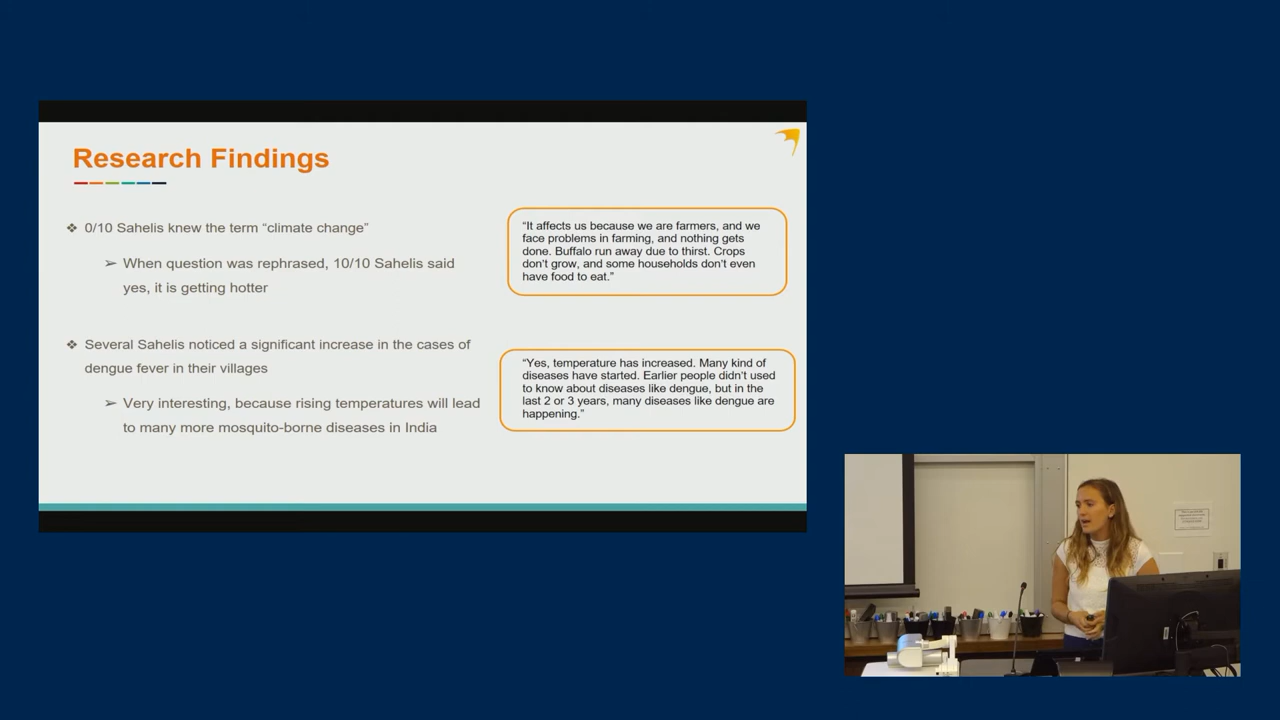 Research Findings
❖ 0/10 Sahelis knew the term “climate change”
➢ When question was rephrased, 10/10 Sahelis said
yes, it is getting hotter
❖ Several Sahelis noticed a significant increase in the cases of
dengue fever in their villages
➢ Very interesting, because rising temperatures will lead
to many more mosquito-borne diseases in India
“It affects us because we are farmers, and we
face problems in farming, and nothing gets
done. Buffalo run away due to thirst. Crops
don’t grow, and some households don’t even
have food to eat.”
“Yes, temperature has increased. Many kind of
diseases have started. Earlier people didn’t used
to know about diseases like dengue, but in the
last 2 or 3 years, many diseases like dengue are
happening.”